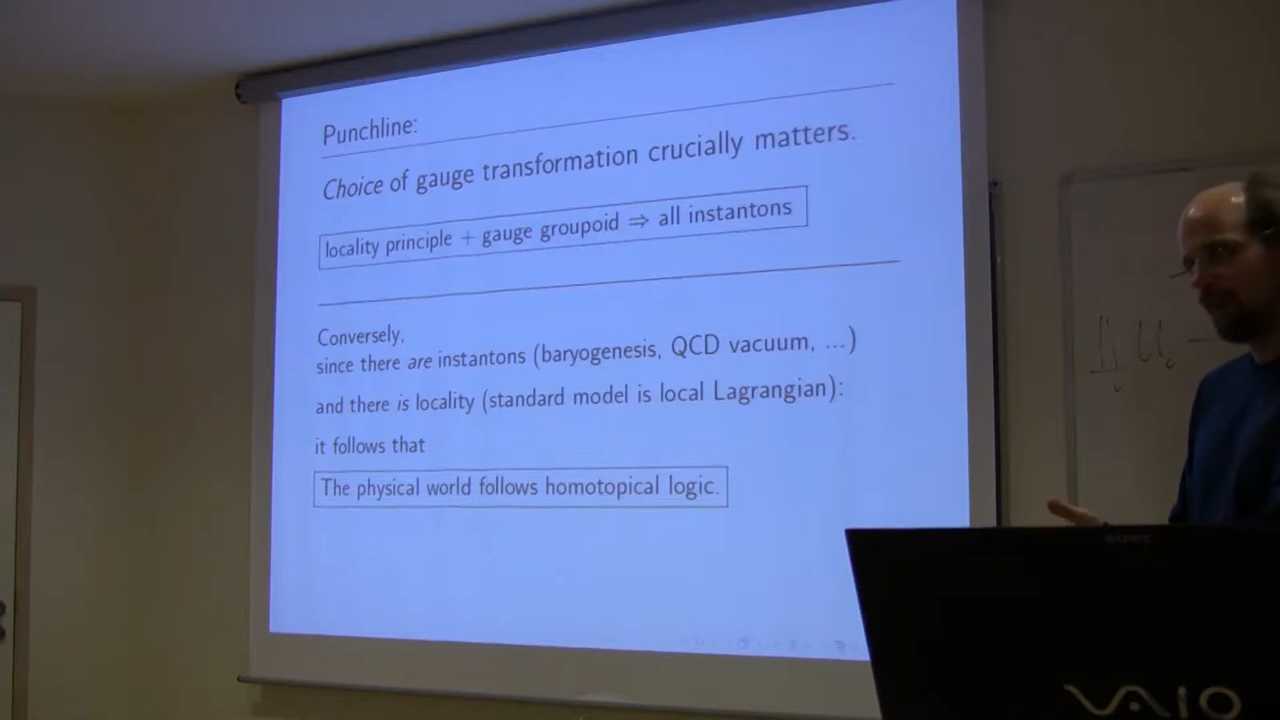 Punchline:
Choice of gauge transformation crucially matters.
locality principle + gauge groupoid ⇒ all instantons
Conversely,
since there are instantons (baryogenesis, QCD vacuum, ...)
and there is locality (standard model is local Lagrangian):
it follows that
The physical world follows homotopical logic.
VAIO